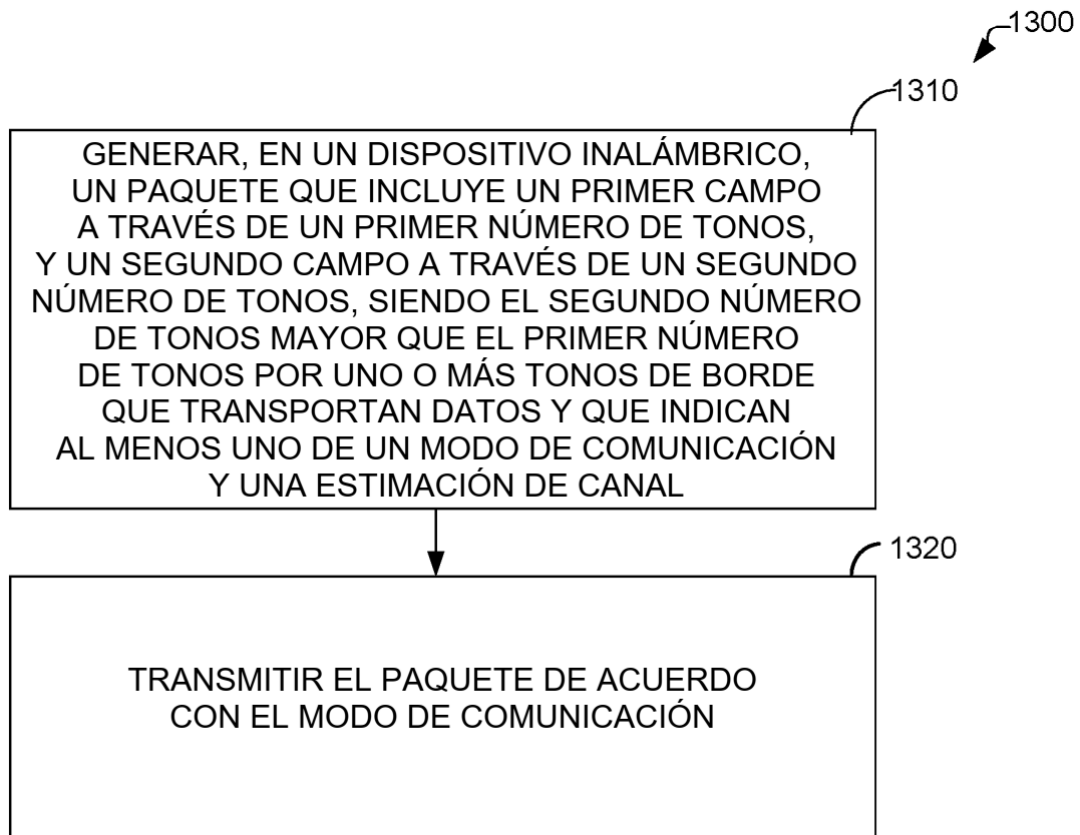 1300
1310
GENERAR, EN UN DISPOSITIVO INALÁMBRICO,
UN PAQUETE QUE INCLUYE UN PRIMER CAMPO
A TRAVÉS DE UN PRIMER NÚMERO DE TONOS,
Y UN SEGUNDO CAMPO A TRAVÉS DE UN SEGUNDO
NÚMERO DE TONOS, SIENDO EL SEGUNDO NÚMERO
DE TONOS MAYOR QUE EL PRIMER NÚMERO
DE TONOS POR UNO O MÁS TONOS DE BORDE
QUE TRANSPORTAN DATOS Y QUE INDICAN
AL MENOS UNO DE UN MODO DE COMUNICACIÓN
Y UNA ESTIMACIÓN DE CANAL
1320
TRANSMITIR EL PAQUETE DE ACUERDO
CON EL MODO DE COMUNICACIÓN